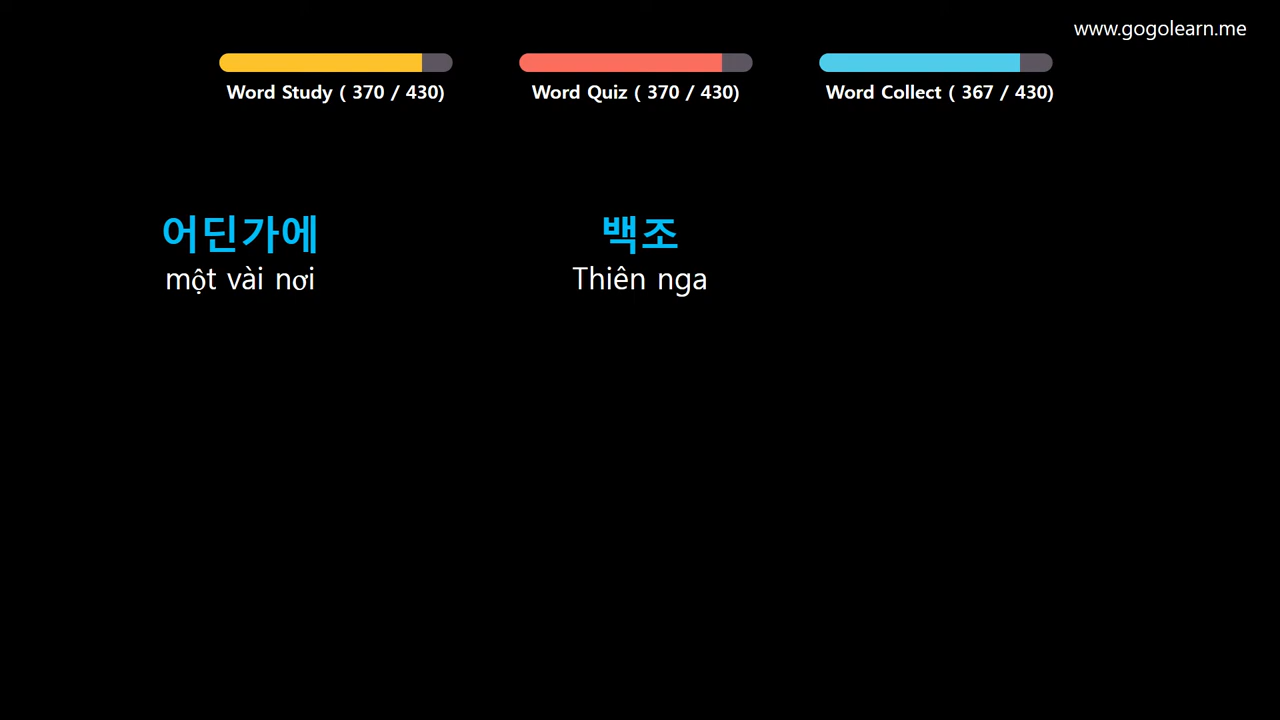 www.gogolearn.me
Word Study ( 370 / 430)
Word Quiz ( 370 / 430)
Word Collect ( 367 / 430)
어딘가에
một vài nơi
백조
Thiên nga